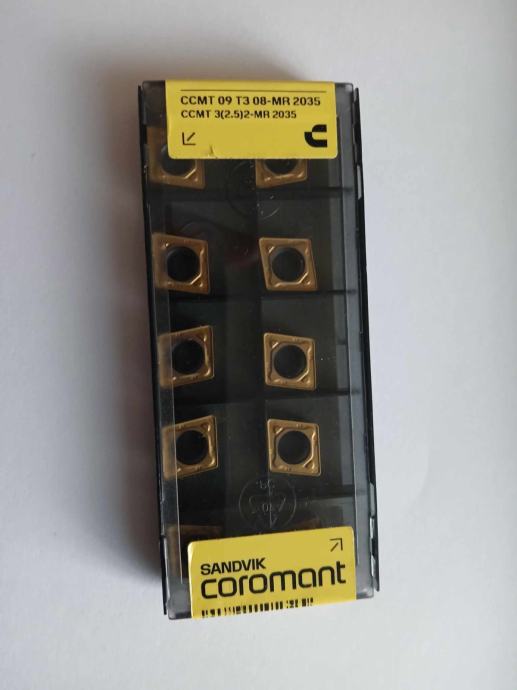 CCMT 09 T3 08-MR 2035
CCMT 3(2.5)2-MR 2035
SANDVIK
coromant